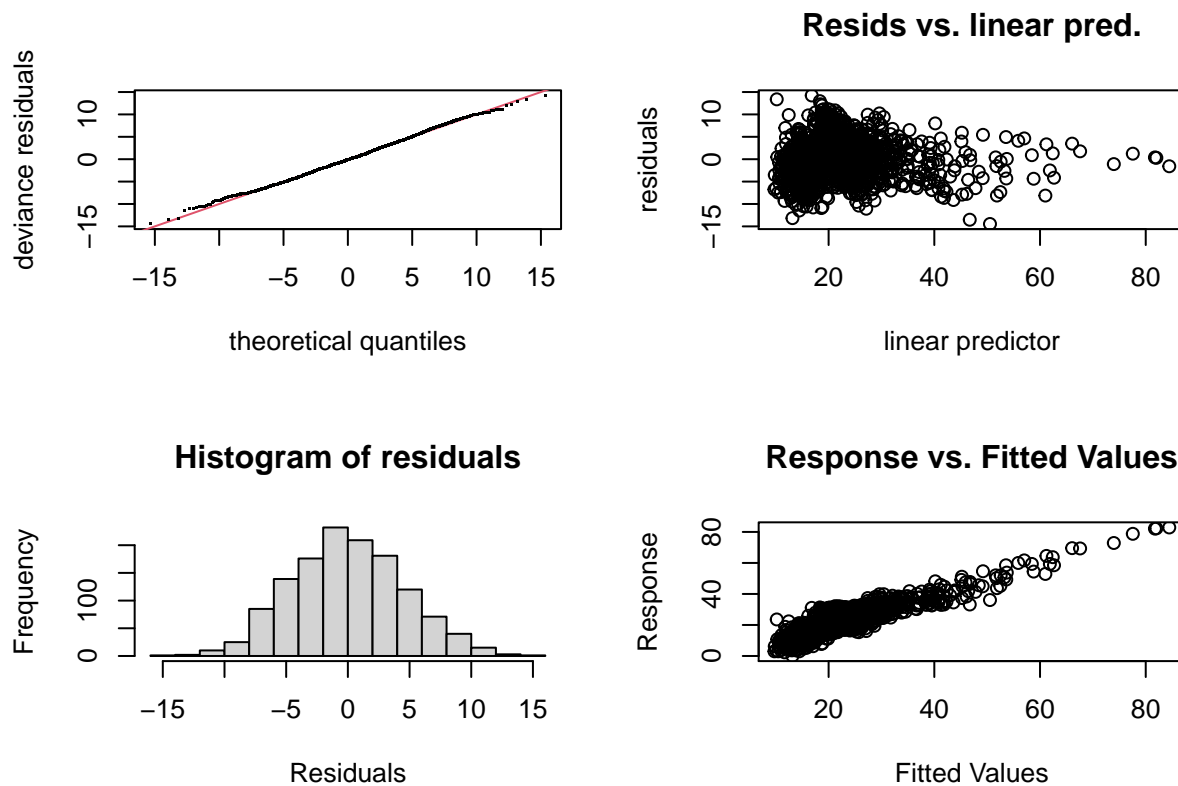 deviance residuals
−15
0
10
−15
−5
0
5
10
15
theoretical quantiles
Resids vs. linear pred.
residuals
−15
0
10
20
40
60
80
linear predictor
Histogram of residuals
Frequency
0
100
−15
−5
0
5
10
15
Residuals
Response vs. Fitted Values
Response
0
40
80
20
40
60
80
Fitted Values